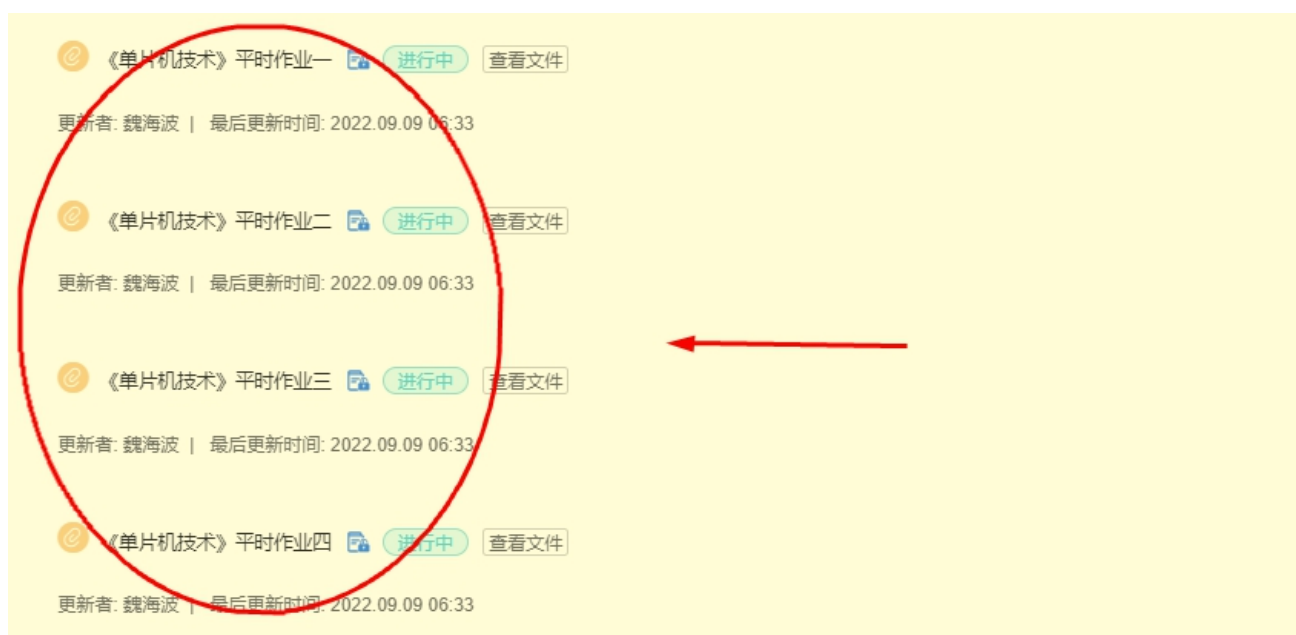 《单片机技术》平时作业一 进行中 查看文件
更新者: 魏海波 | 最后更新时间: 2022.09.09 06:33
《单片机技术》平时作业二 进行中 查看文件
更新者: 魏海波 | 最后更新时间: 2022.09.09 06:33
《单片机技术》平时作业三 进行中 查看文件
更新者: 魏海波 | 最后更新时间: 2022.09.09 06:33
《单片机技术》平时作业四 进行中 查看文件
更新者: 魏海波 | 最后更新时间: 2022.09.09 06:33